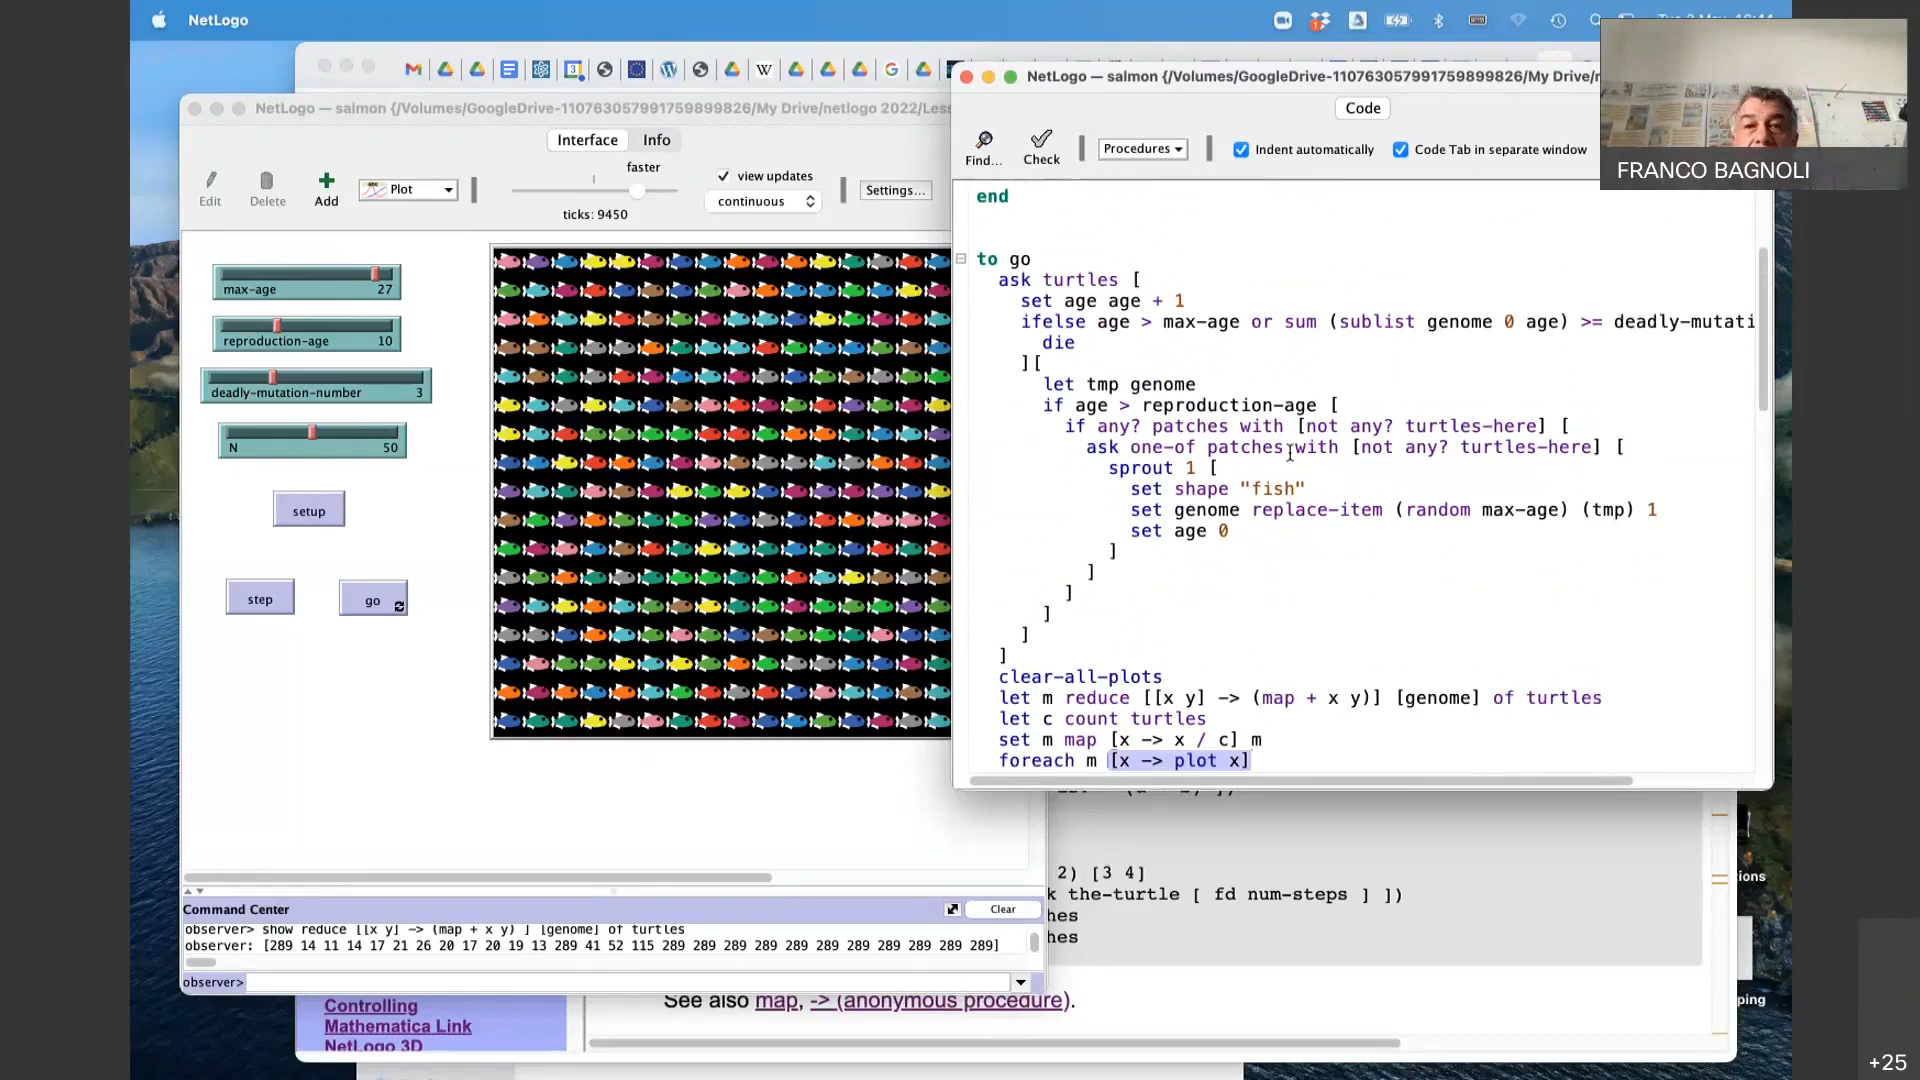 NetLogo
NetLogo — salmon {/Volumes/GoogleDrive-110763057991759899826/My Drive/netlogo 2022/Less
Interface
Info
Edit
Delete
Add
Plot
faster
ticks: 9450
view updates
continuous
Settings...
max-age
27
reproduction-age
10
deadly-mutation-number
3
N
50
setup
step
go
Command Center
Clear
observer> show reduce [[x y] -> (map + x y) ] [genome] of turtles
observer: [289 14 11 14 17 21 26 20 17 20 19 13 289 41 52 115 289 289 289 289 289 289 289 289 289 289 289]
observer>
NetLogo — salmon {/Volumes/GoogleDrive-110763057991759899826/My Drive/n
Code
Find...
Check
Procedures
Indent automatically
Code Tab in separate window
FRANCO BAGNOLI
end
to go
ask turtles [
set age age + 1
ifelse age > max-age or sum (sublist genome 0 age) >= deadly-mutati
die
][
let tmp genome
if age > reproduction-age [
if any? patches with [not any? turtles-here] [
ask one-of patches with [not any? turtles-here] [
sprout 1 [
set shape "fish"
set genome replace-item (random max-age) (tmp) 1
set age 0
]
]
]
]
]
]
clear-all-plots
let m reduce [[x y] -> (map + x y)] [genome] of turtles
let c count turtles
set m map [x -> x / c] m
foreach m [x -> plot x]
2) [3 4]
k the-turtle [ fd num-steps ] ])
hes
hes
See also map, -> (anonymous procedure).
Controlling
Mathematica Link
NetLogo 3D
ions
ping
+25